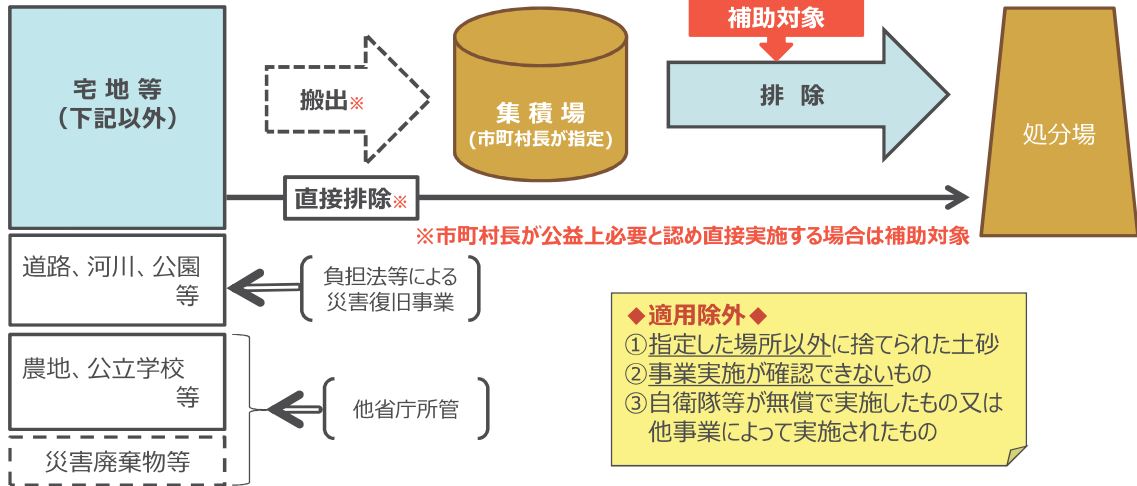 補助対象
宅 地 等
(下記以外)
搬出※
集 積 場
(市町村長が指定)
排 除
処分場
直接排除※
※市町村長が公益上必要と認め直接実施する場合は補助対象
道路、河川、公園
等
負担法等による
災害復旧事業
農地、公立学校
等
他省庁所管
災害廃棄物等
◆適用除外◆
①指定した場所以外に捨てられた土砂
②事業実施が確認できないもの
③自衛隊等が無償で実施したもの又は
他事業によって実施されたもの